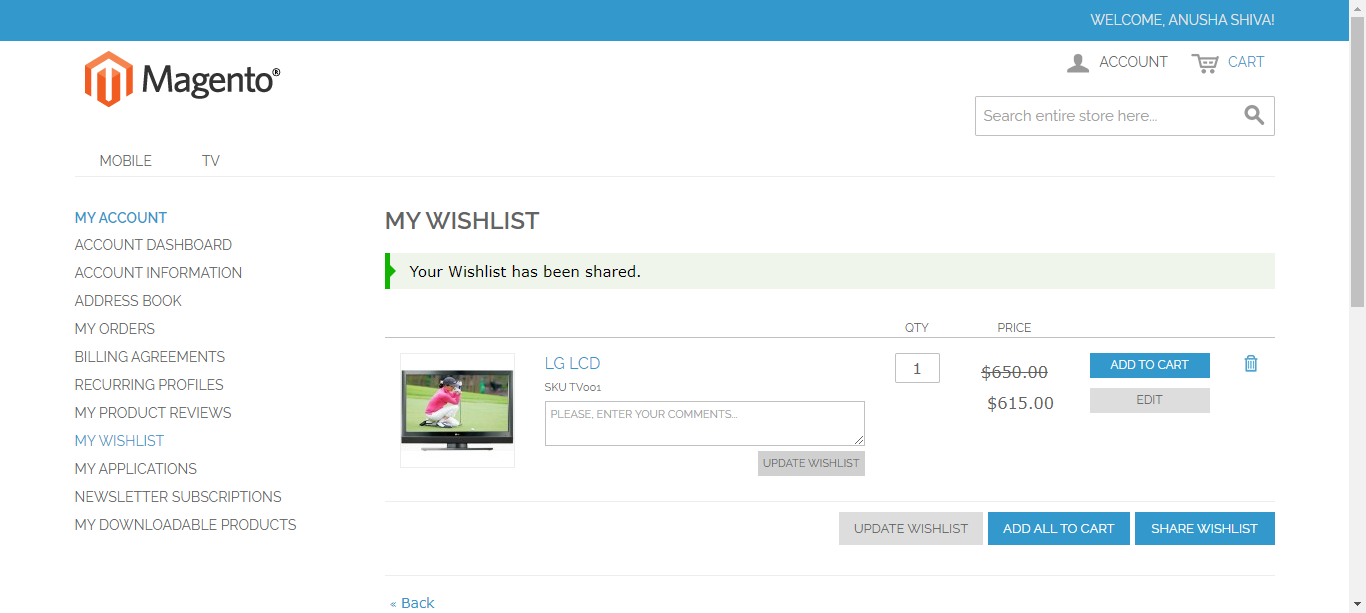 WELCOME, ANUSHA SHIVA!
Magento®
ACCOUNT CART
Search entire store here...
MOBILE TV
MY ACCOUNT
ACCOUNT DASHBOARD
ACCOUNT INFORMATION
ADDRESS BOOK
MY ORDERS
BILLING AGREEMENTS
RECURRING PROFILES
MY PRODUCT REVIEWS
MY WISHLIST
MY APPLICATIONS
NEWSLETTER SUBSCRIPTIONS
MY DOWNLOADABLE PRODUCTS
MY WISHLIST
Your Wishlist has been shared.
QTY PRICE
LG LCD
SKU TV001
PLEASE, ENTER YOUR COMMENTS...
UPDATE WISHLIST
1
$650.00
$615.00
ADD TO CART
EDIT
UPDATE WISHLIST ADD ALL TO CART SHARE WISHLIST
« Back